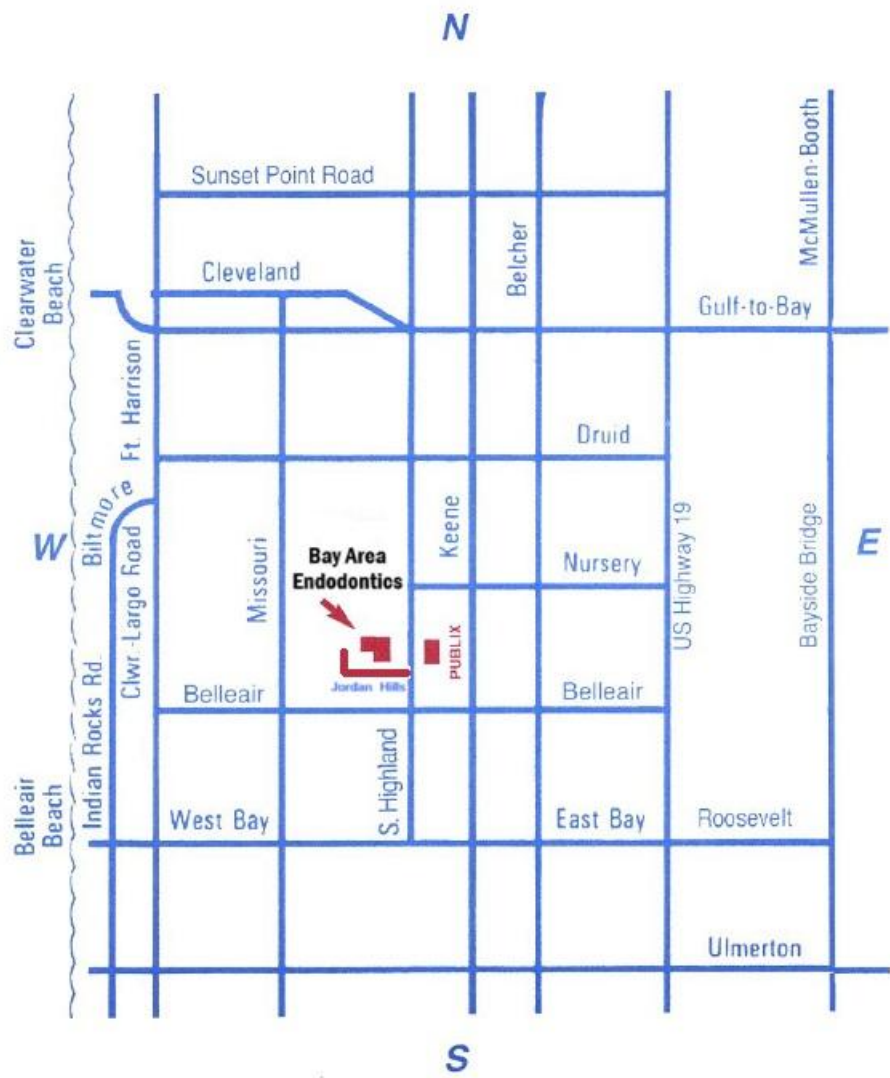 N
Sunset Point Road
McMullen-Booth
Belcher
Clearwater
Beach
Cleveland
Gulf-to-Bay
Ft. Harrison
Druid
Biltmore
W
Bay Area
Endodontics
Keene
E
Clwr.-Largo Road
Missouri
Nursery
US Highway 19
Bayside Bridge
PUBLIX
Jordan Hills
Belleair
Belleair
Indian Rocks Rd.
S. Highland
Belleair
Beach
West Bay
East Bay
Roosevelt
Ulmerton
S